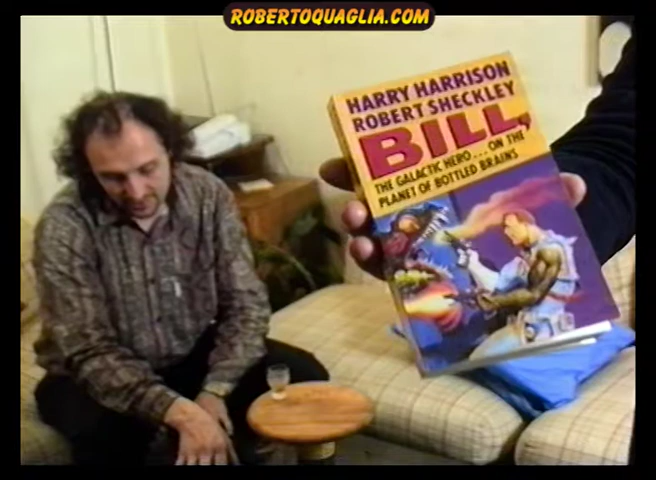 ROBERTOQUAGLIA.COM
HARRY HARRISON
ROBERT SHECKLEY
BILL,
THE GALACTIC HERO...ON THE
PLANET OF BOTTLED BRAINS